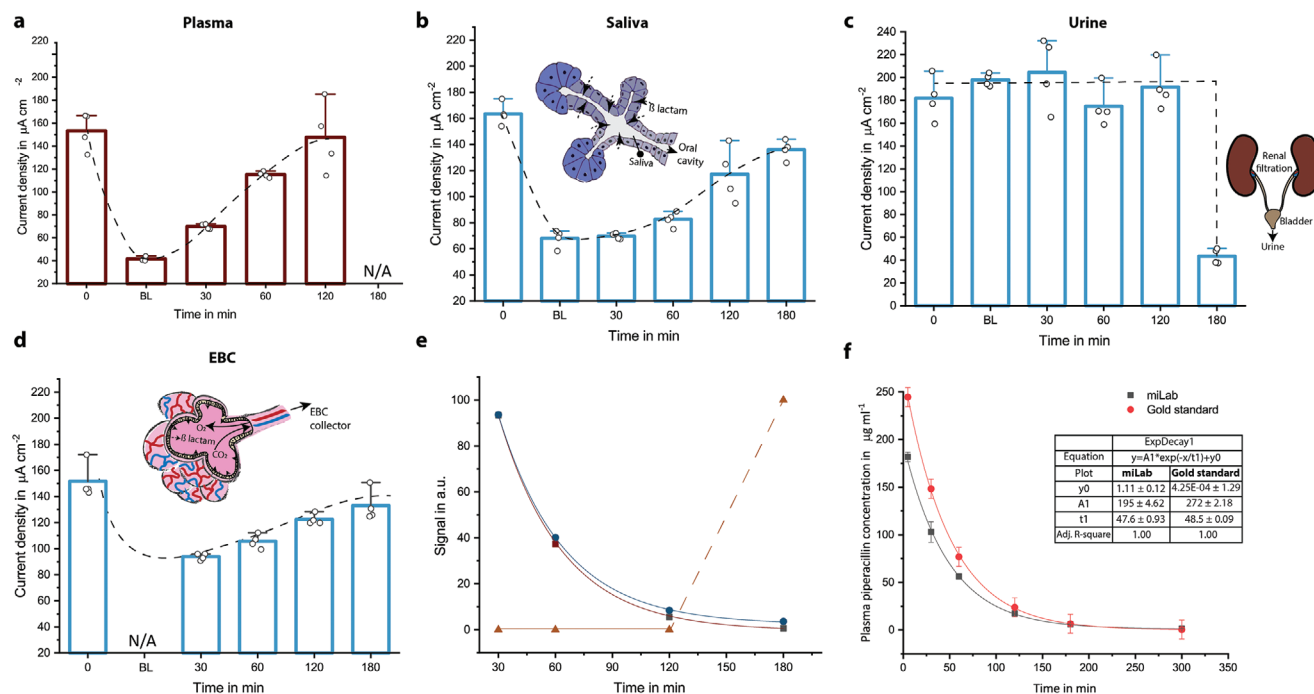 a
Plasma
Current density in μA cm⁻²
220
200
180
160
140
120
100
80
60
40
20
N/A
0 BL 30 60 120 180
Time in min
b
Saliva
Current density in μA cm⁻²
220
200
180
160
140
120
100
80
60
40
20
ß lactam
Oral
cavity
Saliva
0 BL 30 60 120 180
Time in min
c
Urine
Current density in μA cm⁻²
240
220
200
180
160
140
120
100
80
60
40
20
0
0 BL 30 60 120 180
Time in min
Renal
filtration
Bladder
Urine
d
EBC
Current density in μA cm⁻²
220
200
180
160
140
120
100
80
60
40
20
EBC
collector
O₂
ß lactam
CO₂
N/A
0 BL 30 60 120 180
Time in min
e
Signal in a.u.
100
80
60
40
20
0
30 45 60 75 90 105 120 135 150 165 180
Time in min
f
Plasma piperacillin concentration in μg ml⁻¹
250
200
150
100
50
0
miLab
Gold standard
ExpDecay1
Equation y=A1*exp(-x/t1)+y0
Plot miLab Gold standard
y0 1.11 ± 0.12 4.25E-04 ± 1.29
A1 195 ± 4.62 272 ± 2.18
t1 47.6 ± 0.93 48.5 ± 0.09
Adj. R-square 1.00 1.00
0 50 100 150 200 250 300 350
Time in min